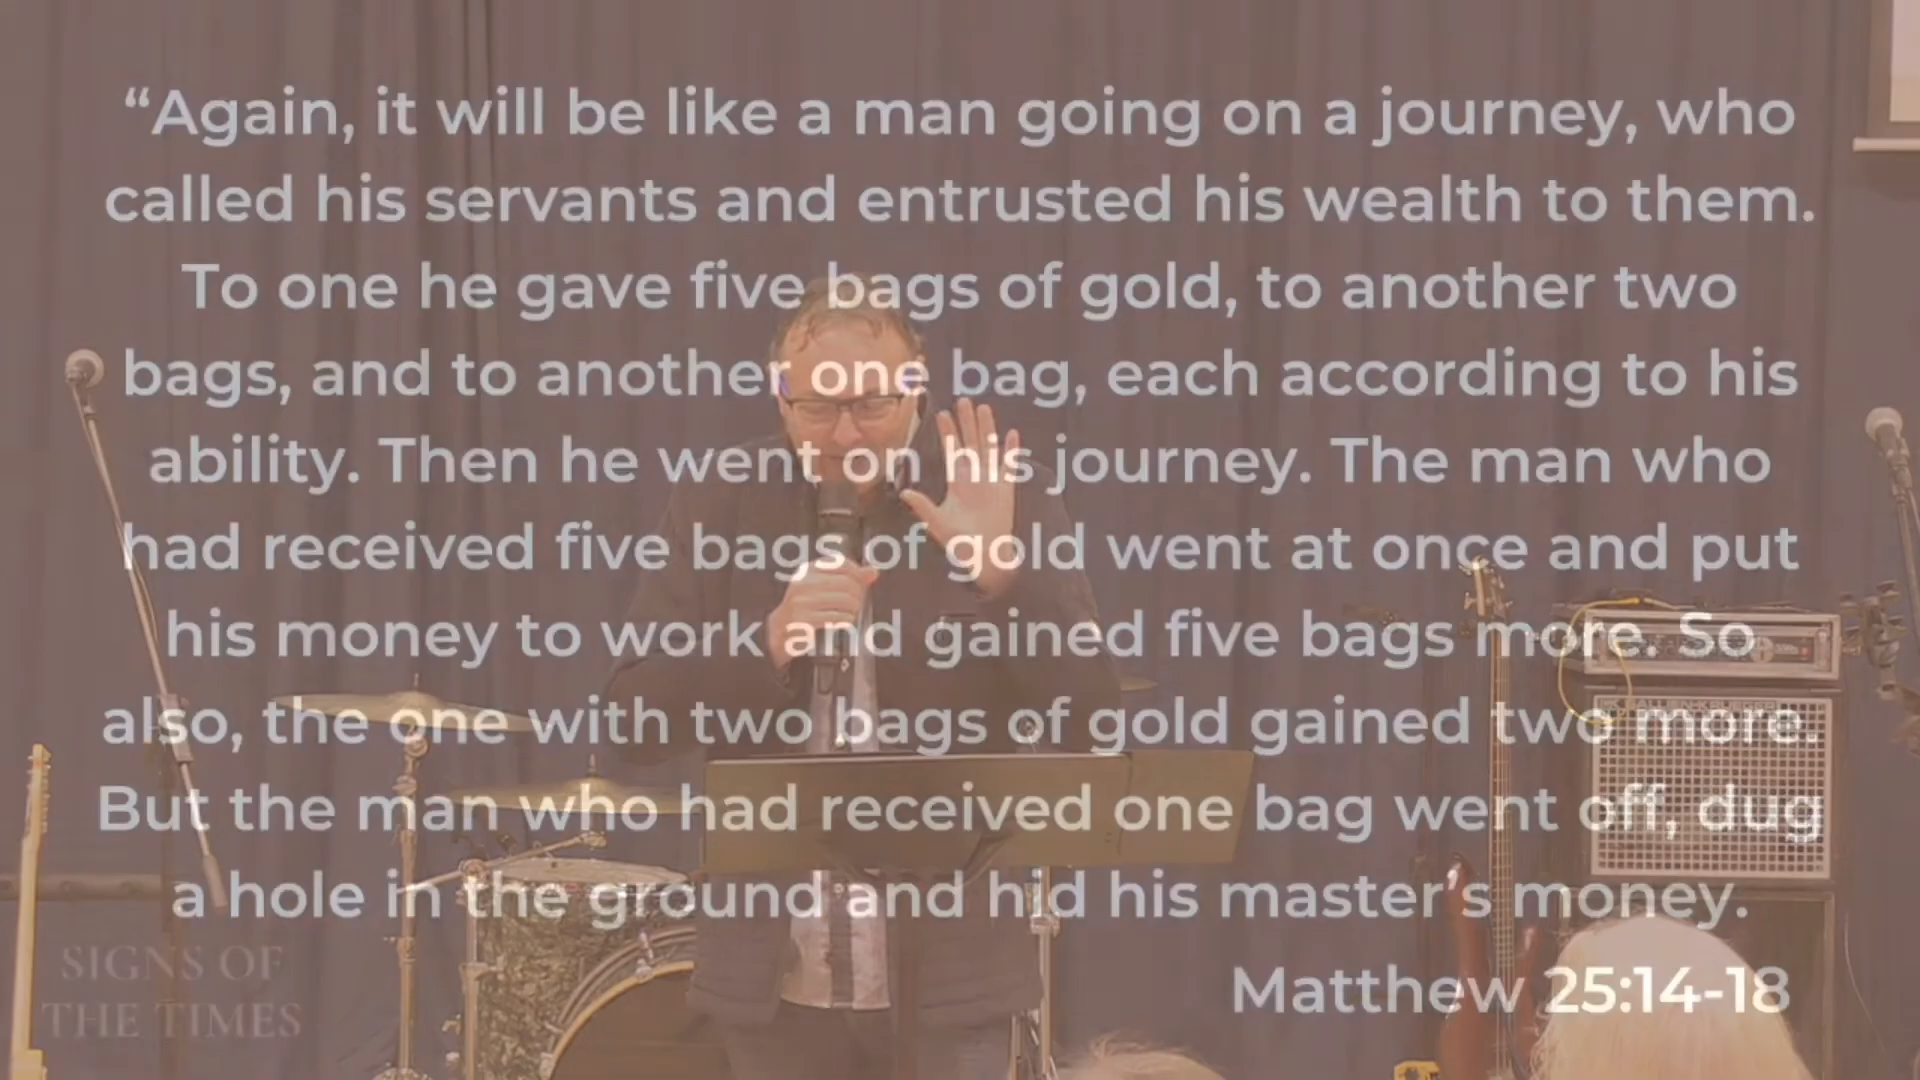 “Again, it will be like a man going on a journey, who
called his servants and entrusted his wealth to them.
To one he gave five bags of gold, to another two
bags, and to another one bag, each according to his
ability. Then he went on his journey. The man who
had received five bags of gold went at once and put
his money to work and gained five bags more. So
also, the one with two bags of gold gained two more.
But the man who had received one bag went off, dug
a hole in the ground and hid his master’s money.
Matthew 25:14-18
SIGNS OF
THE TIMES